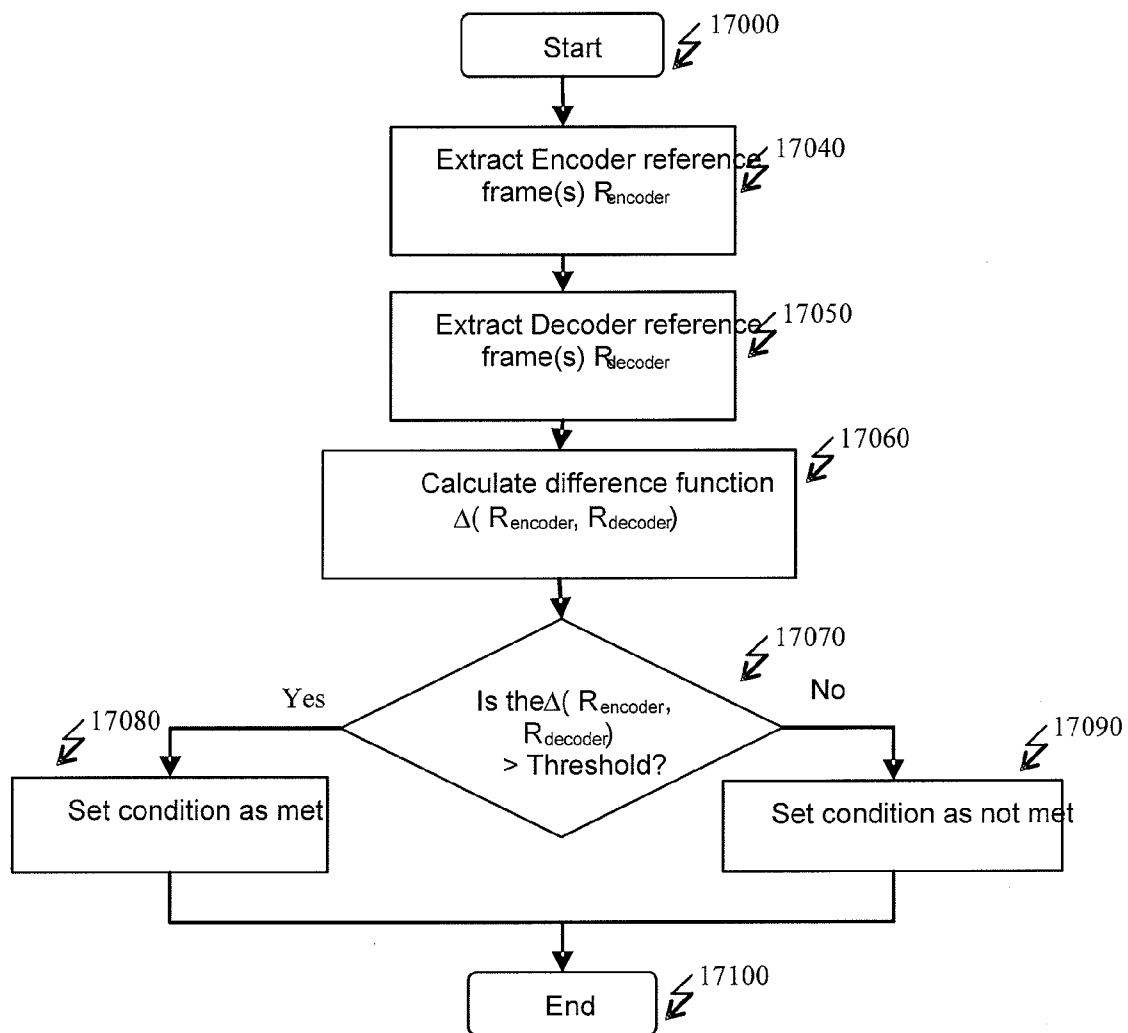 Start
17000
Extract Encoder reference
frame(s) Rencoder
17040
Extract Decoder reference
frame(s) Rdecoder
17050
Calculate difference function
Δ( Rencoder, Rdecoder)
17060
17070
Is theΔ( Rencoder,
Rdecoder)
> Threshold?
Yes
No
17080
Set condition as met
17090
Set condition as not met
End
17100